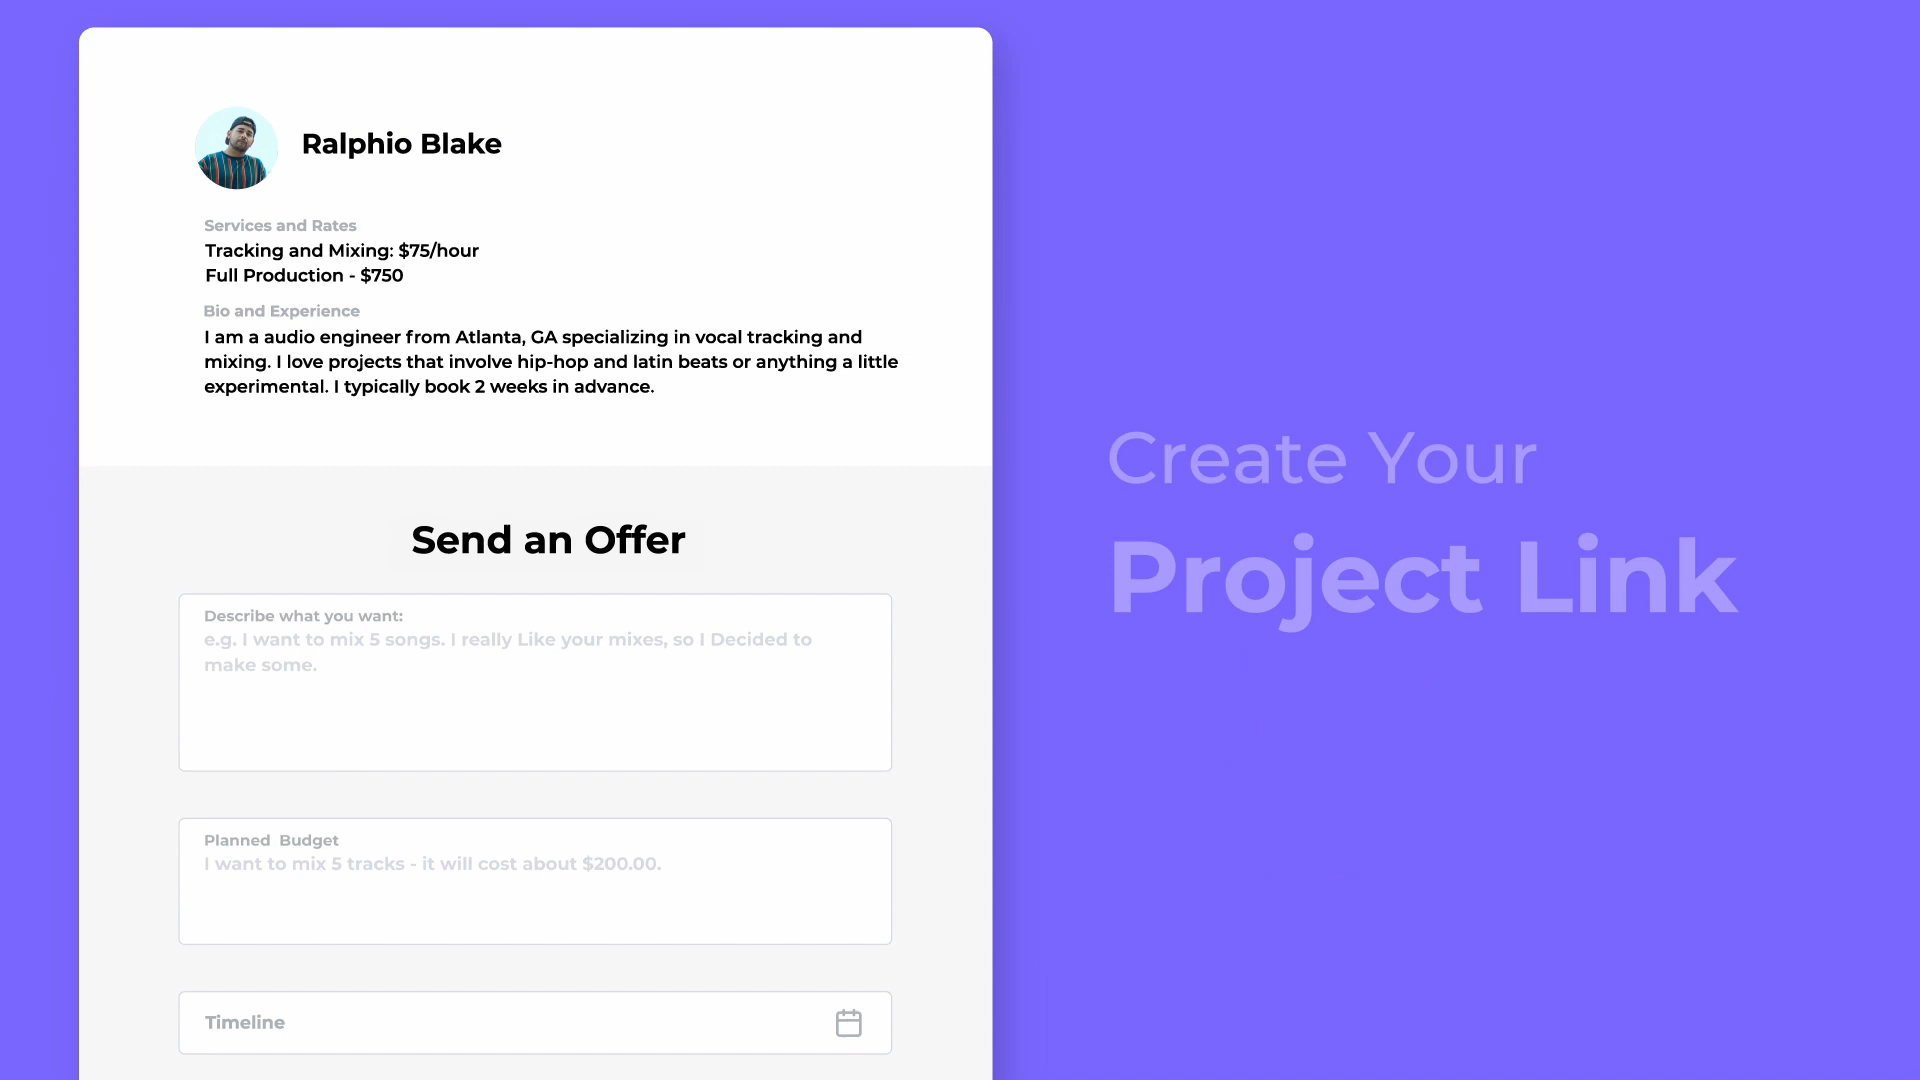 Ralphio Blake
Services and Rates
Tracking and Mixing: $75/hour
Full Production - $750
Bio and Experience
I am a audio engineer from Atlanta, GA specializing in vocal tracking and
mixing. I love projects that involve hip-hop and latin beats or anything a little
experimental. I typically book 2 weeks in advance.
Send an Offer
Describe what you want:
e.g. I want to mix 5 songs. I really Like your mixes, so I Decided to
make some.
Planned Budget
I want to mix 5 tracks - it will cost about $200.00.
Timeline
Create Your
Project Link